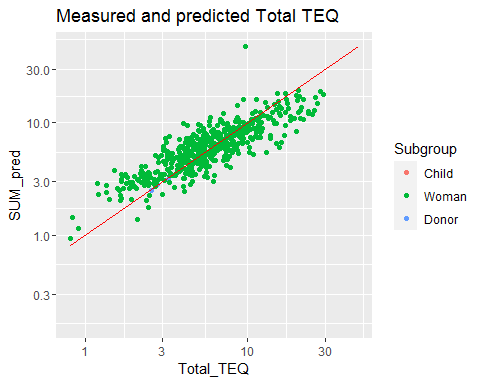 Measured and predicted Total TEQ
SUM_pred
30.0
10.0
3.0
1.0
0.3
1
3
10
30
Total_TEQ
Subgroup
Child
Woman
Donor